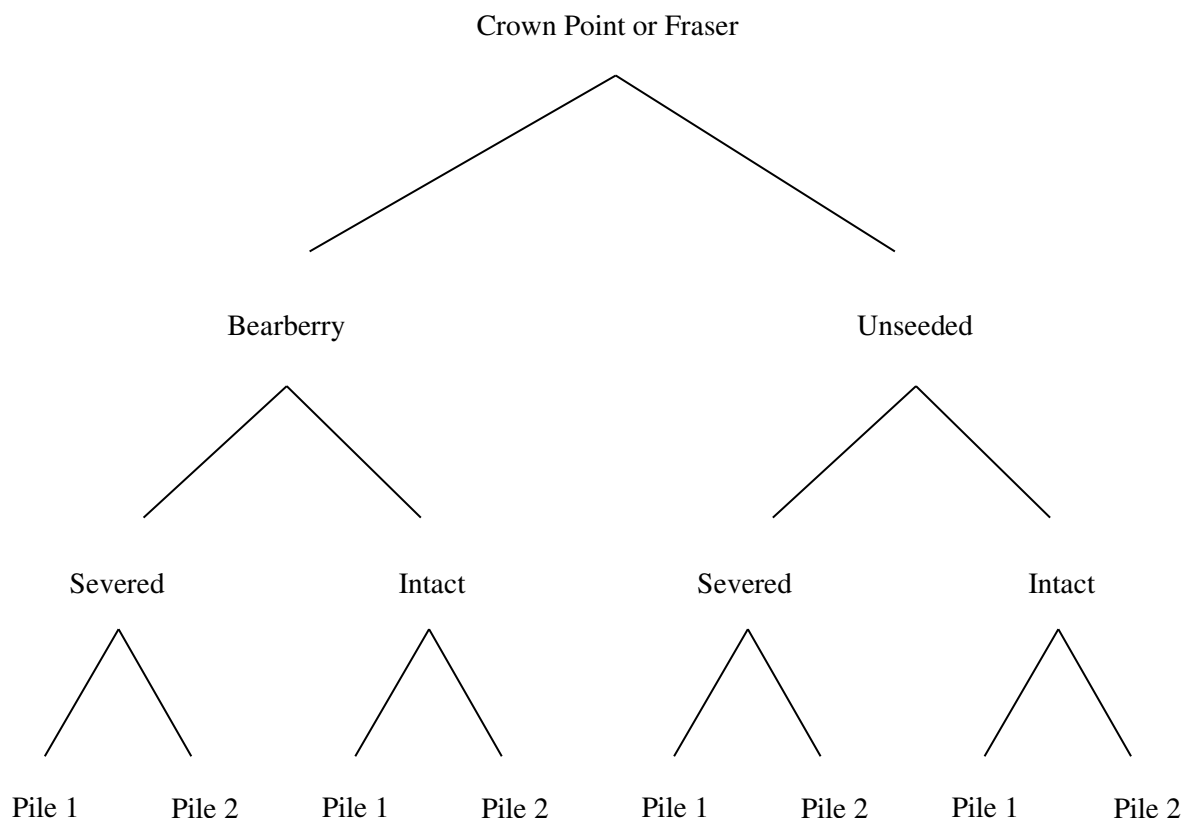 Crown Point or Fraser
Bearberry Unseeded
Severed Intact Severed Intact
Pile 1 Pile 2 Pile 1 Pile 2 Pile 1 Pile 2 Pile 1 Pile 2